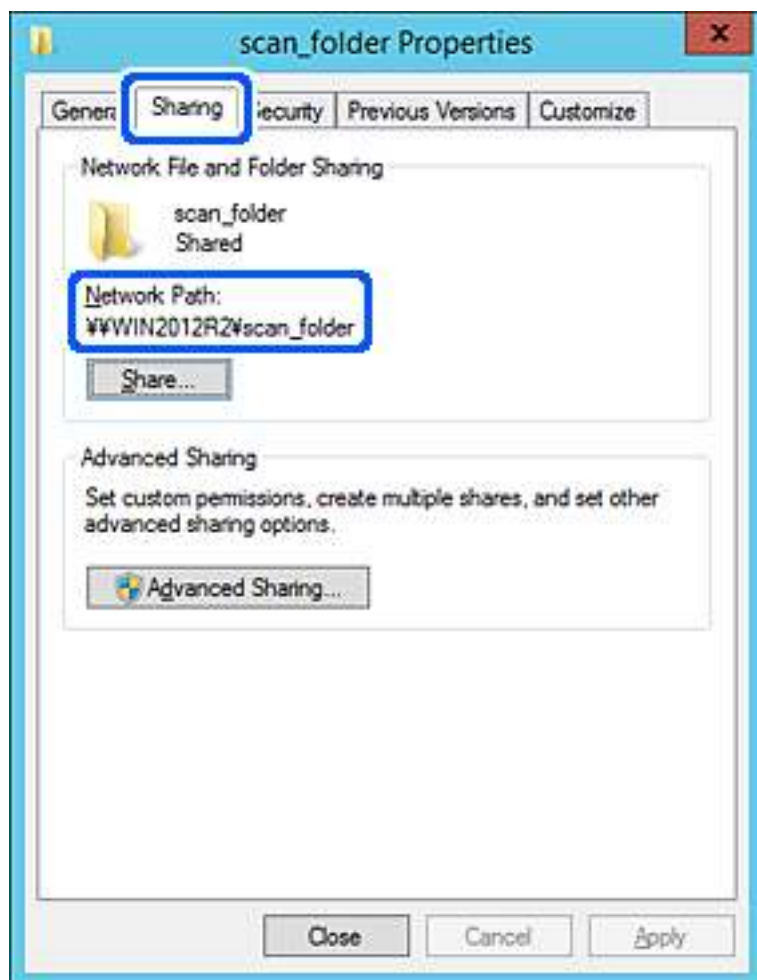 scan_folder Properties
Sharing Previous Versions Customize
Network File and Folder Sharing
scan_folder
Shared
Network Path:
¥¥WIN2012R2¥scan_folder
Share...
Advanced Sharing
Set custom permissions, create multiple shares, and set other
advanced sharing options.
Advanced Sharing...
Close Cancel Apply